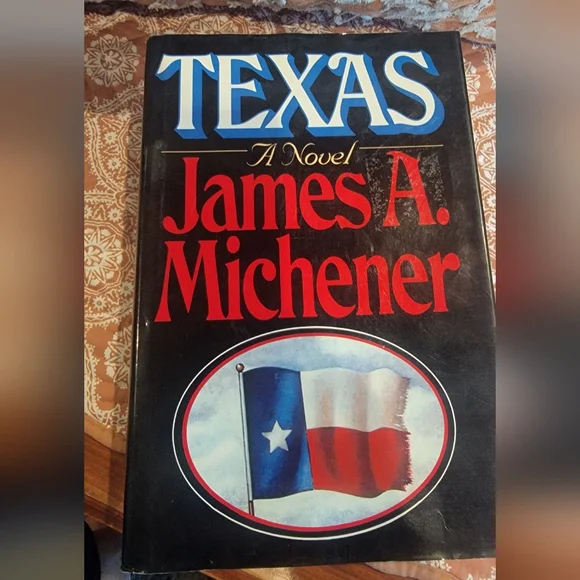 TEXAS
A Novel
James A.
Michener